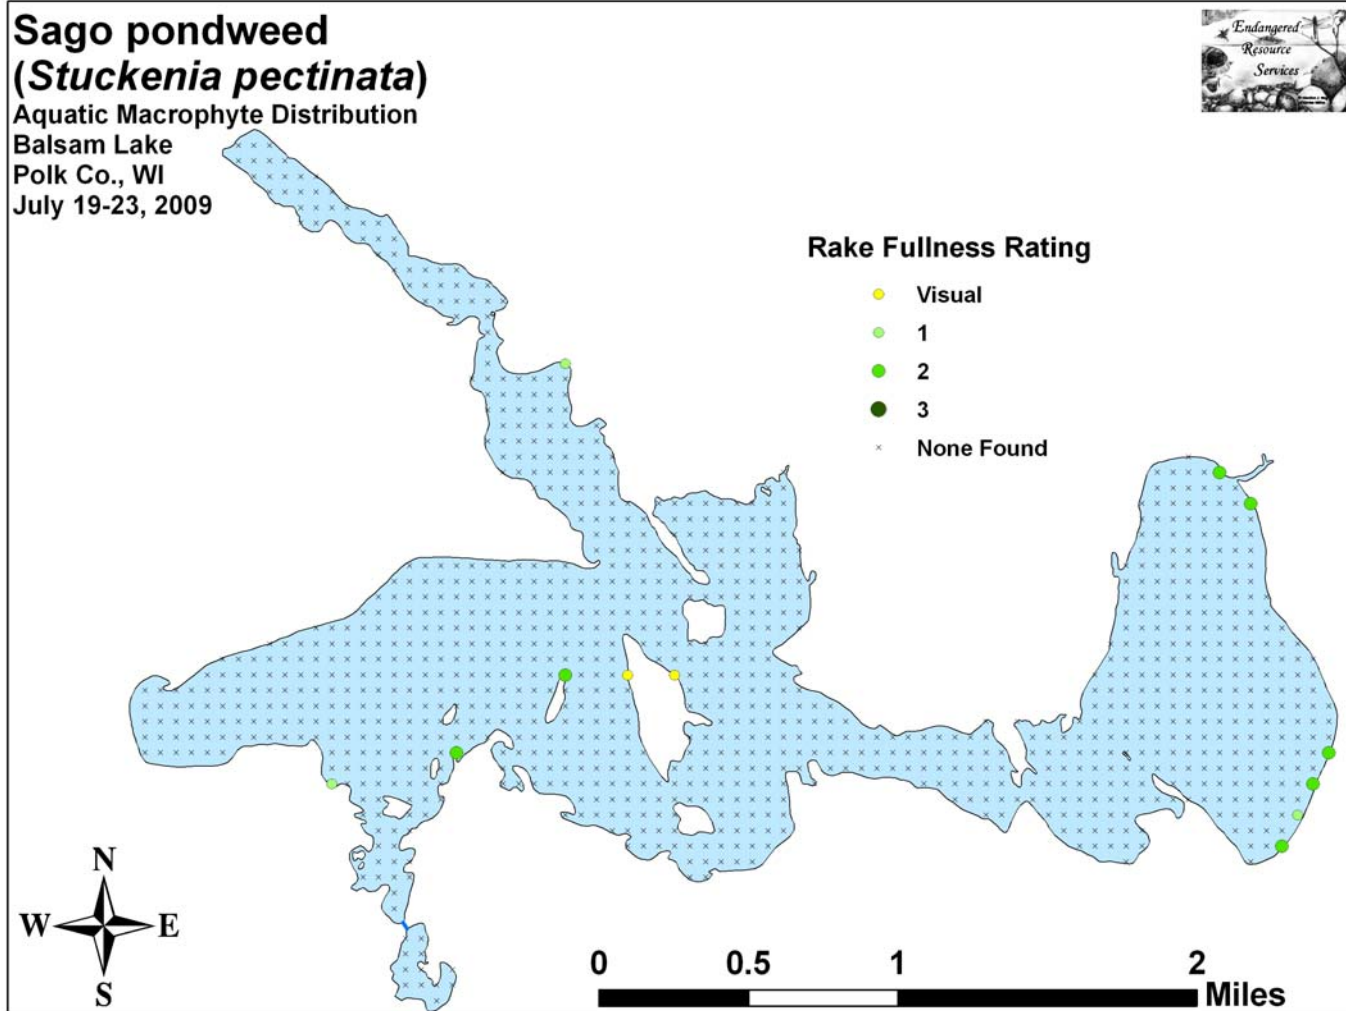 Sago pondweed
(Stuckenia pectinata)
Aquatic Macrophyte Distribution
Balsam Lake
Polk Co., WI
July 19-23, 2009
Endangered
Resource
Services
Rake Fullness Rating
Visual
1
2
3
None Found
N
W E
S
0 0.5 1 2
Miles